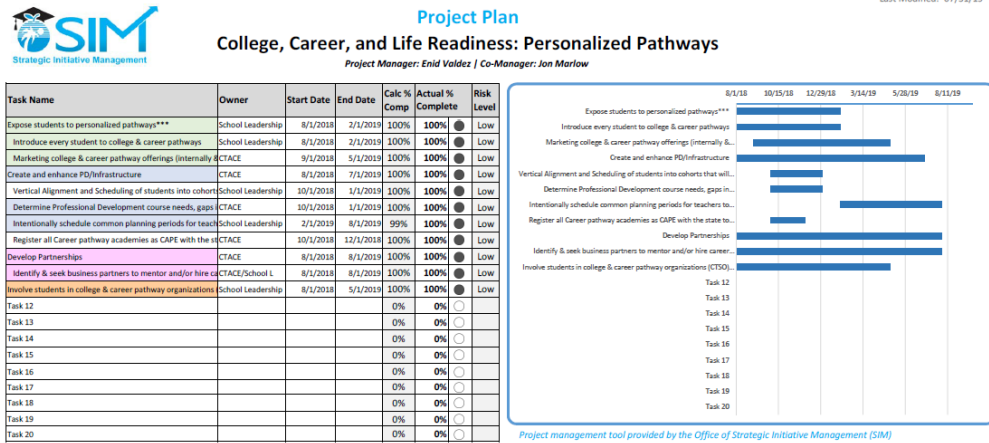 Project Plan
SIM
Strategic Initiative Management
College, Career, and Life Readiness: Personalized Pathways
Project Manager: Enid Valdez | Co-Manager: Jon Marlow
Task Name Owner Start Date End Date Calc % Comp Actual % Complete Risk Level
Expose students to personalized pathways*** School Leadership 8/1/2018 2/1/2019 100% 100% Low
Introduce every student to college & career pathways School Leadership 8/1/2018 2/1/2019 100% 100% Low
Marketing college & career pathway offerings (internally & CTACE 9/1/2018 5/1/2019 100% 100% Low
Create and enhance PD/Infrastructure CTACE 8/1/2018 7/1/2019 100% 100% Low
Vertical Alignment and Scheduling of students into cohort School Leadership 10/1/2018 1/1/2019 100% 100% Low
Determine Professional Development course needs, gaps i CTACE 10/1/2018 1/1/2019 100% 100% Low
Intentionally schedule common planning periods for teach School Leadership 2/1/2019 8/1/2019 99% 100% Low
Register all Career pathway academies as CAPE with the st CTACE 10/1/2018 12/1/2018 100% 100% Low
Develop Partnerships CTACE 8/1/2018 8/1/2019 100% 100% Low
Identify & seek business partners to mentor and/or hire ca CTACE/School L 8/1/2018 8/1/2019 100% 100% Low
Involve students in college & career pathway organizations ( School Leadership 8/1/2018 5/1/2019 100% 100% Low
Task 12 0% 0%
Task 13 0% 0%
Task 14 0% 0%
Task 15 0% 0%
Task 16 0% 0%
Task 17 0% 0%
Task 18 0% 0%
Task 19 0% 0%
Task 20 0% 0%
8/1/18 10/15/18 12/29/18 3/14/19 5/28/19 8/11/19
Expose students to personalized pathways***
Introduce every student to college & career pathways
Marketing college & career pathway offerings (internally &...
Create and enhance PD/Infrastructure
Vertical Alignment and Scheduling of students into cohorts that will...
Determine Professional Development course needs, gaps in...
Intentionally schedule common planning periods for teachers to...
Register all Career pathway academies as CAPE with the state to...
Develop Partnerships
Identify & seek business partners to mentor and/or hire career...
Involve students in college & career pathway organizations (CTSO)...
Task 12
Task 13
Task 14
Task 15
Task 16
Task 17
Task 18
Task 19
Task 20
Project management tool provided by the Office of Strategic Initiative Management (SIM)